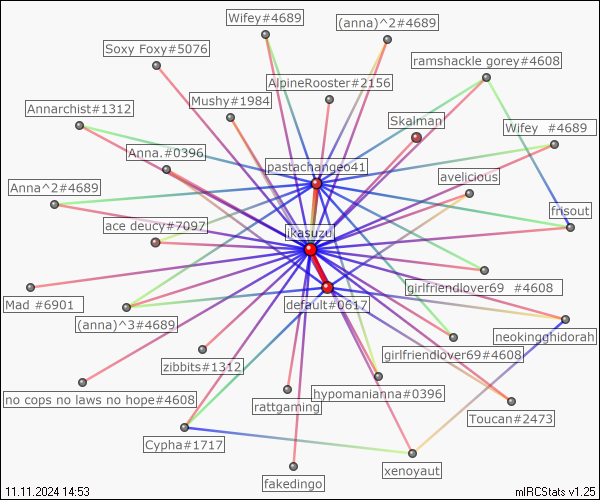 Wifey#4689
(anna)^2#4689
Soxy Foxy#5076
ramshackle gorey#4608
AlpineRooster#2156
Annarchist#1312
Mushy#1984
Skalman
Wifey #4689
Anna.#0396
pastachangeo41
Anna^2#4689
avelicious
frisout
ace deucy#7097
ikasuzu
girlfriendlover69 #4608
Mad #6901
default#0617
(anna)^3#4689
neokingghidorah
girlfriendlover69#4608
zibbits#1312
no cops no laws no hope#4608
rattgaming
hypomanianna#0396
Toucan#2473
Cypha#1717
xenoyaut
fakedingo
11.11.2024 14:53
mIRCStats v1.25